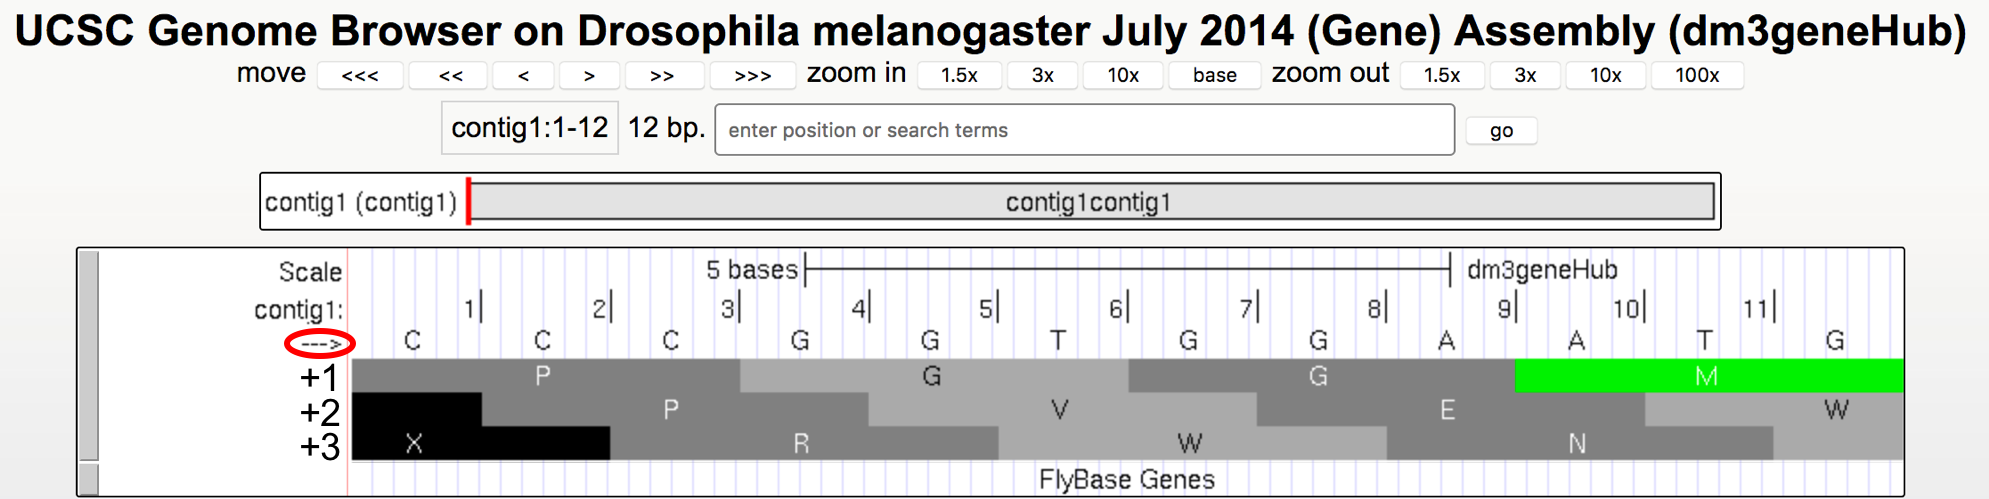 UCSC Genome Browser on Drosophila melanogaster July 2014 (Gene) Assembly (dm3geneHub)
move <<< << < > >> >>> zoom in 1.5x 3x 10x base zoom out 1.5x 3x 10x 100x
contig1:1-12 12 bp. enter position or search terms go
contig1 (contig1) contig1contig1
Scale 5 bases dm3geneHub
contig1: 1| 2| 3| 4| 5| 6| 7| 8| 9| 10| 11|
---> C C C G G T G G A A T G
+1 P G G M
+2 P V E W
+3 X R W N
FlyBase Genes